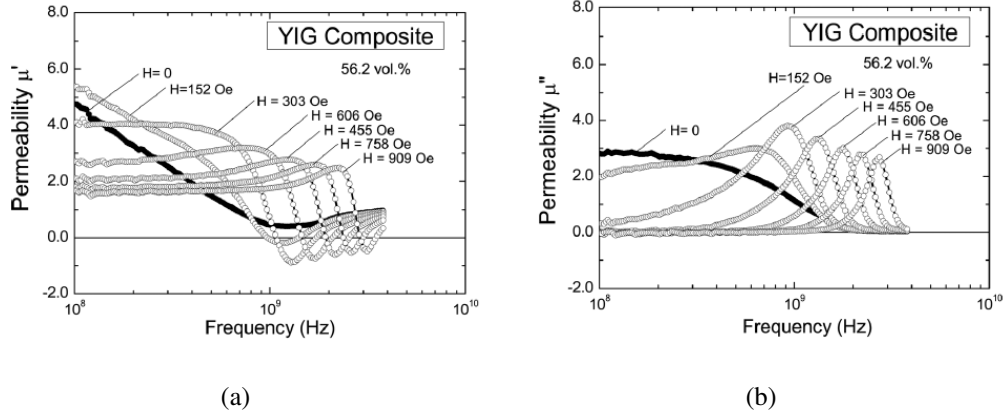 YIG Composite
56.2 vol.%
H= 0
H=152 Oe
H = 303 Oe
H = 606 Oe
H = 455 Oe
H = 758 Oe
H = 909 Oe
Permeability μ'
8.0
6.0
4.0
2.0
0.0
-2.0
10⁸
10⁹
10¹⁰
Frequency (Hz)
(a)
YIG Composite
56.2 vol.%
H=152 Oe
H = 303 Oe
H = 455 Oe
H = 606 Oe
H = 758 Oe
H = 909 Oe
H=0
Permeability μ"
8.0
6.0
4.0
2.0
0.0
-2.0
10⁸
10⁹
10¹⁰
Frequency (Hz)
(b)